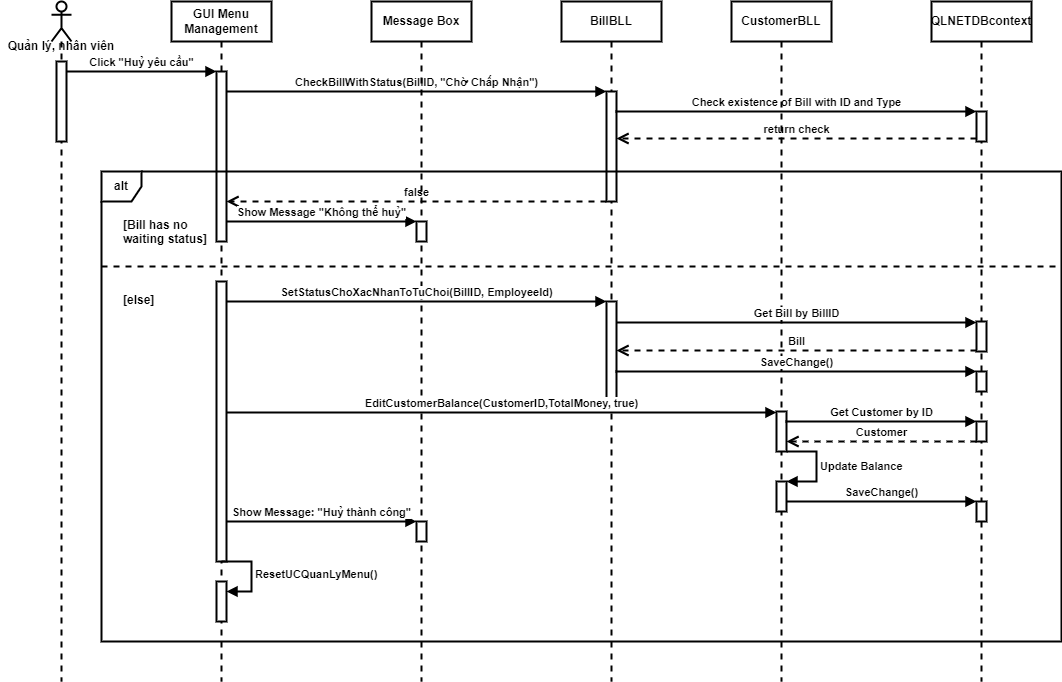 GUI Menu
Management
Message Box
BillBLL
CustomerBLL
QLNETDBcontext
Quản lý, nhân viên
Click "Huỷ yêu cầu"
CheckBillWithStatus(BillID, "Chờ Chấp Nhận")
Check existence of Bill with ID and Type
return check
alt
false
Show Message "Không thể huỷ"
[Bill has no
waiting status]
[else]
SetStatusChoXacNhanToTuChoi(BillID, EmployeeId)
Get Bill by BillID
Bill
SaveChange()
EditCustomerBalance(CustomerID,TotalMoney, true)
Get Customer by ID
Customer
Update Balance
SaveChange()
Show Message: "Huỷ thành công"
ResetUCQuanLyMenu()